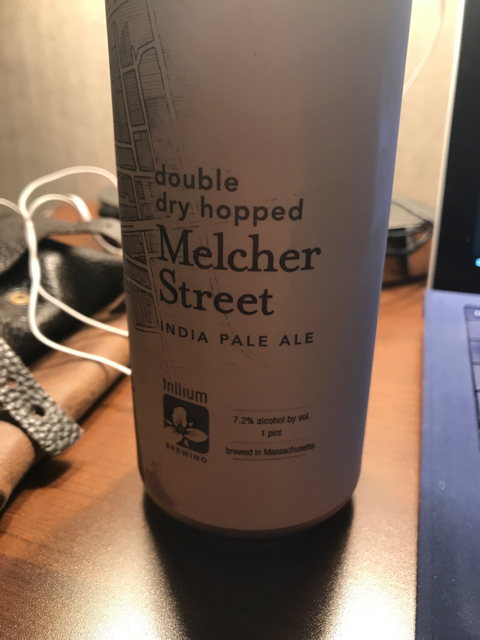 double
dry hopped
Melcher
Street
INDIA PALE ALE
trillium
BREWING
7.2% alcohol by vol.
1 pint
brewed in Massachusetts